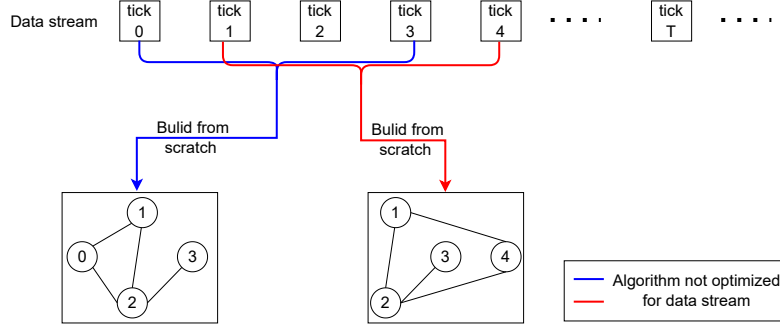 Data stream
tick
0
tick
1
tick
2
tick
3
tick
4
. . . .
tick
T
. . . .
Bulid from
scratch
Bulid from
scratch
1
0
3
2
1
3
4
2
Algorithm not optimized
for data stream